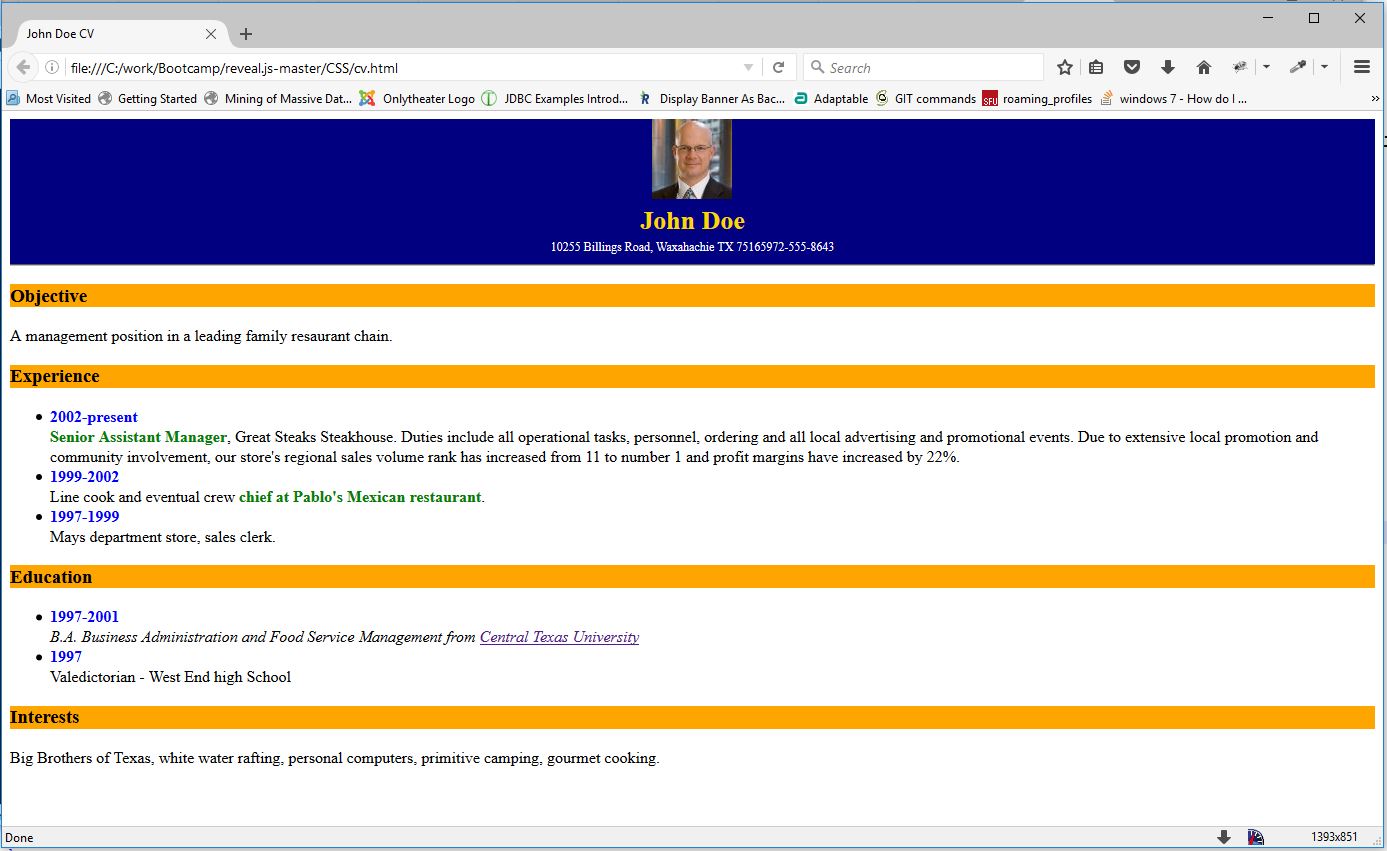 John Doe CV
file:///C:/work/Bootcamp/reveal.js-master/CSS/cv.html
Search
Most Visited
Getting Started
Mining of Massive Dat...
Onlytheater Logo
JDBC Examples Introd...
Display Banner As Bac...
Adaptable
GIT commands
SFU
roaming_profiles
windows 7 - How do I ...
John Doe
10255 Billings Road, Waxahachie TX 75165972-555-8643
Objective
A management position in a leading family resaurant chain.
Experience
2002-present
Senior Assistant Manager, Great Steaks Steakhouse. Duties include all operational tasks, personnel, ordering and all local advertising and promotional events. Due to extensive local promotion and
community involvement, our store's regional sales volume rank has increased from 11 to number 1 and profit margins have increased by 22%.
1999-2002
Line cook and eventual crew chief at Pablo's Mexican restaurant.
1997-1999
Mays department store, sales clerk.
Education
1997-2001
B.A. Business Administration and Food Service Management from Central Texas University
1997
Valedictorian - West End high School
Interests
Big Brothers of Texas, white water rafting, personal computers, primitive camping, gourmet cooking.
Done
1393x851